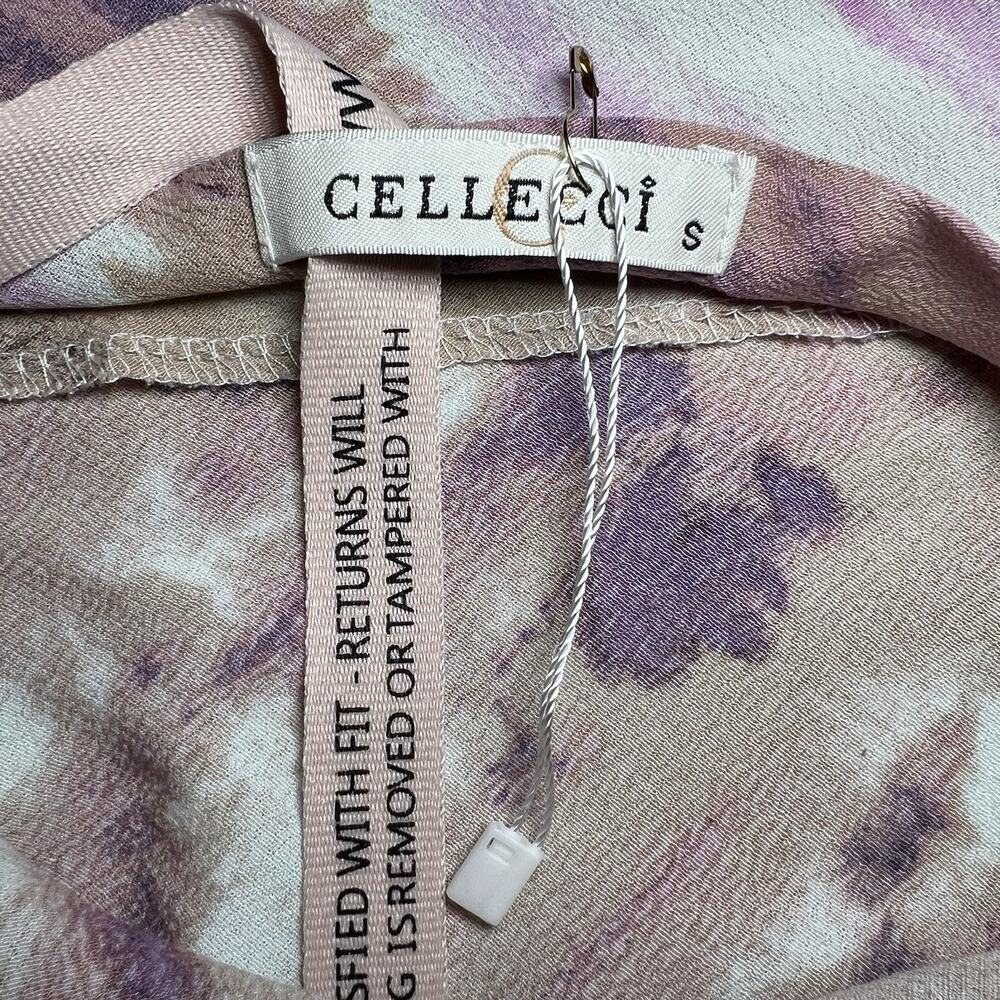 CELLECCi S
SFIED WITH FIT - RETURNS WILL
G IS REMOVED OR TAMPERED WITH